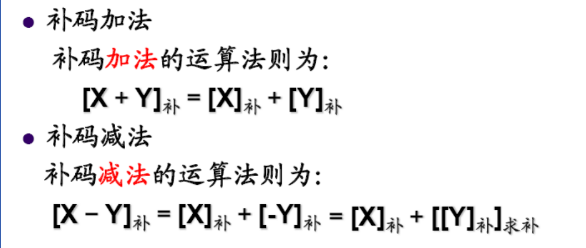 • 补码加法
补码加法的运算法则为：
[X + Y]补 = [X]补 + [Y]补
• 补码减法
补码减法的运算法则为：
[X – Y]补 = [X]补 + [-Y]补 = [X]补 + [[Y]补]求补